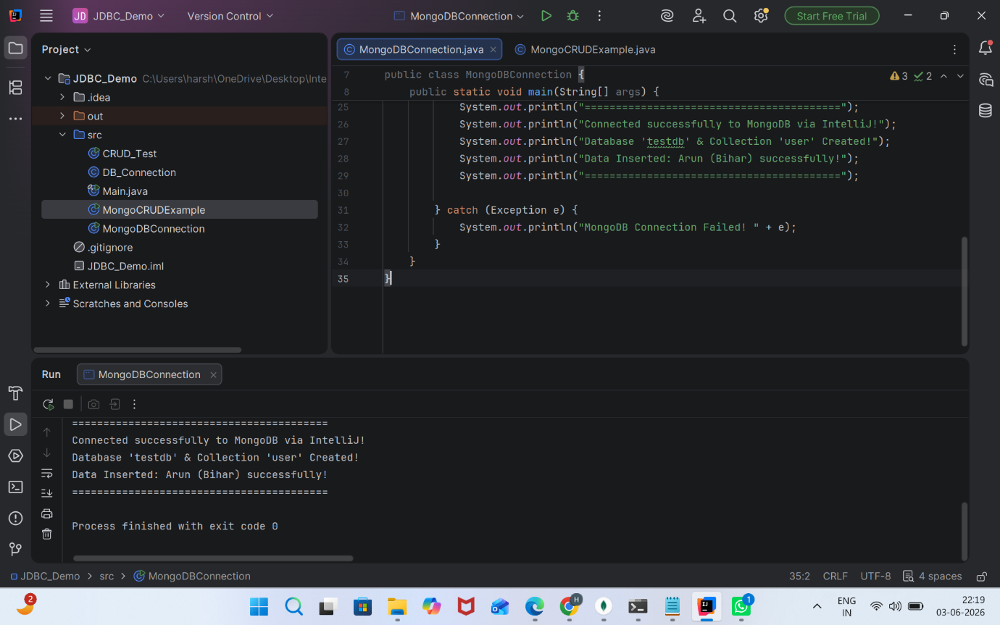 JD JDBC_Demo Version Control MongoDBConnection Start Free Trial
Project
MongoDBConnection.java MongoCRUDExample.java
JDBC_Demo C:\Users\harsh\OneDrive\Desktop\Inte
.idea
out
src
CRUD_Test
DB_Connection
Main.java
MongoCRUDExample
MongoDBConnection
.gitignore
JDBC_Demo.iml
External Libraries
Scratches and Consoles
7 public class MongoDBConnection { 3 2
8 public static void main(String[] args) {
25 System.out.println("=========================================");
26 System.out.println("Connected successfully to MongoDB via IntelliJ!");
27 System.out.println("Database 'testdb' & Collection 'user' Created!");
28 System.out.println("Data Inserted: Arun (Bihar) successfully!");
29 System.out.println("=========================================");
30
31 } catch (Exception e) {
32 System.out.println("MongoDB Connection Failed! " + e);
33 }
34 }
35 }
Run MongoDBConnection
=========================================
Connected successfully to MongoDB via IntelliJ!
Database 'testdb' & Collection 'user' Created!
Data Inserted: Arun (Bihar) successfully!
=========================================
Process finished with exit code 0
JDBC_Demo > src > MongoDBConnection 35:2 CRLF UTF-8 4 spaces
2 H 1 ENG IN 22:19
03-06-2026